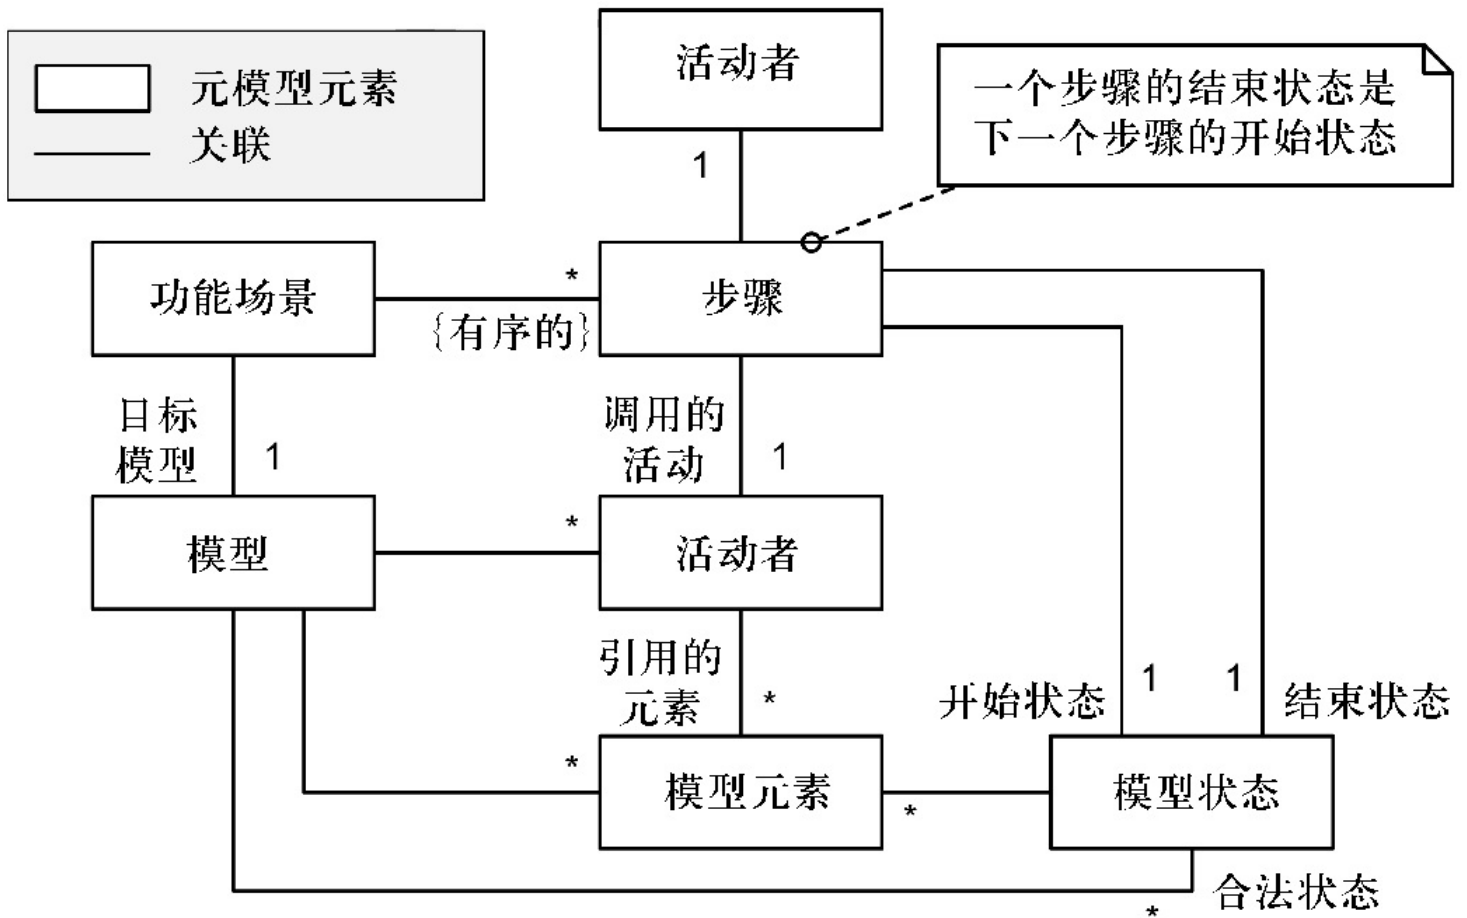 活动者
元模型元素
关联
一个步骤的结束状态是
下一个步骤的开始状态
1
功能场景
*
{有序的}
步骤
目标
模型
1
调用的
活动
1
模型
*
活动者
引用的
元素
*
开始状态
1
1
结束状态
*
模型元素
*
模型状态
合法状态
*